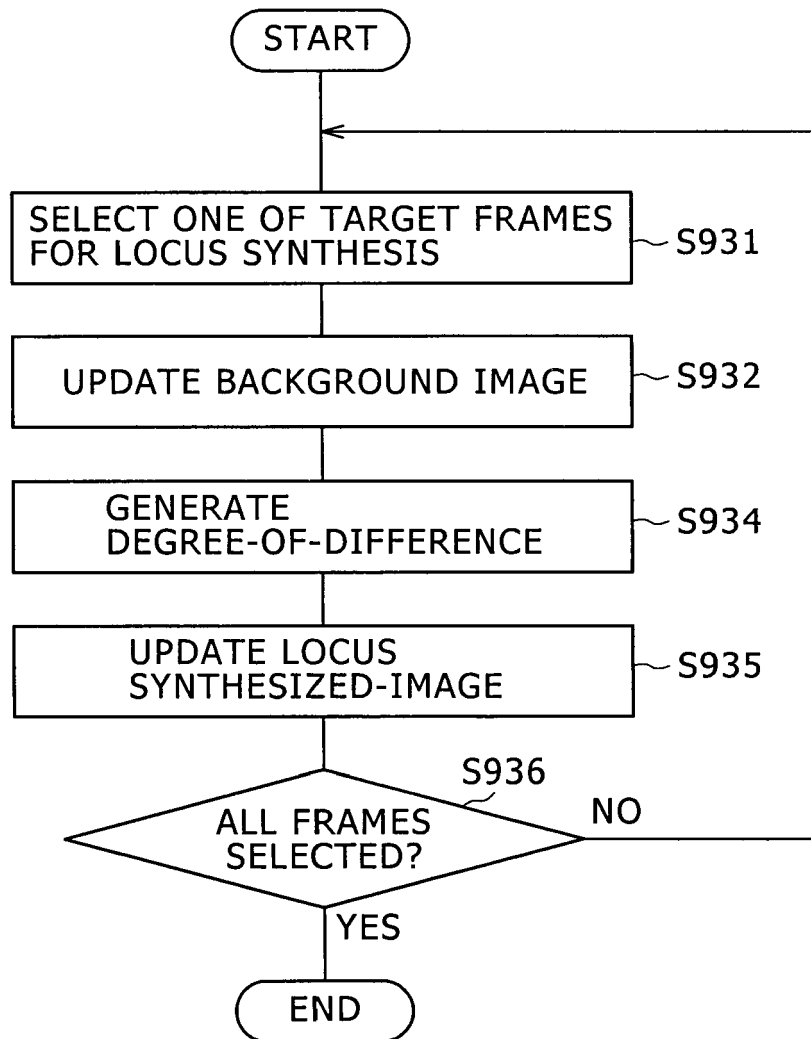 START
SELECT ONE OF TARGET FRAMES
FOR LOCUS SYNTHESIS
S931
UPDATE BACKGROUND IMAGE
S932
GENERATE
DEGREE-OF-DIFFERENCE
S934
UPDATE LOCUS
SYNTHESIZED-IMAGE
S935
S936
ALL FRAMES
SELECTED?
NO
YES
END